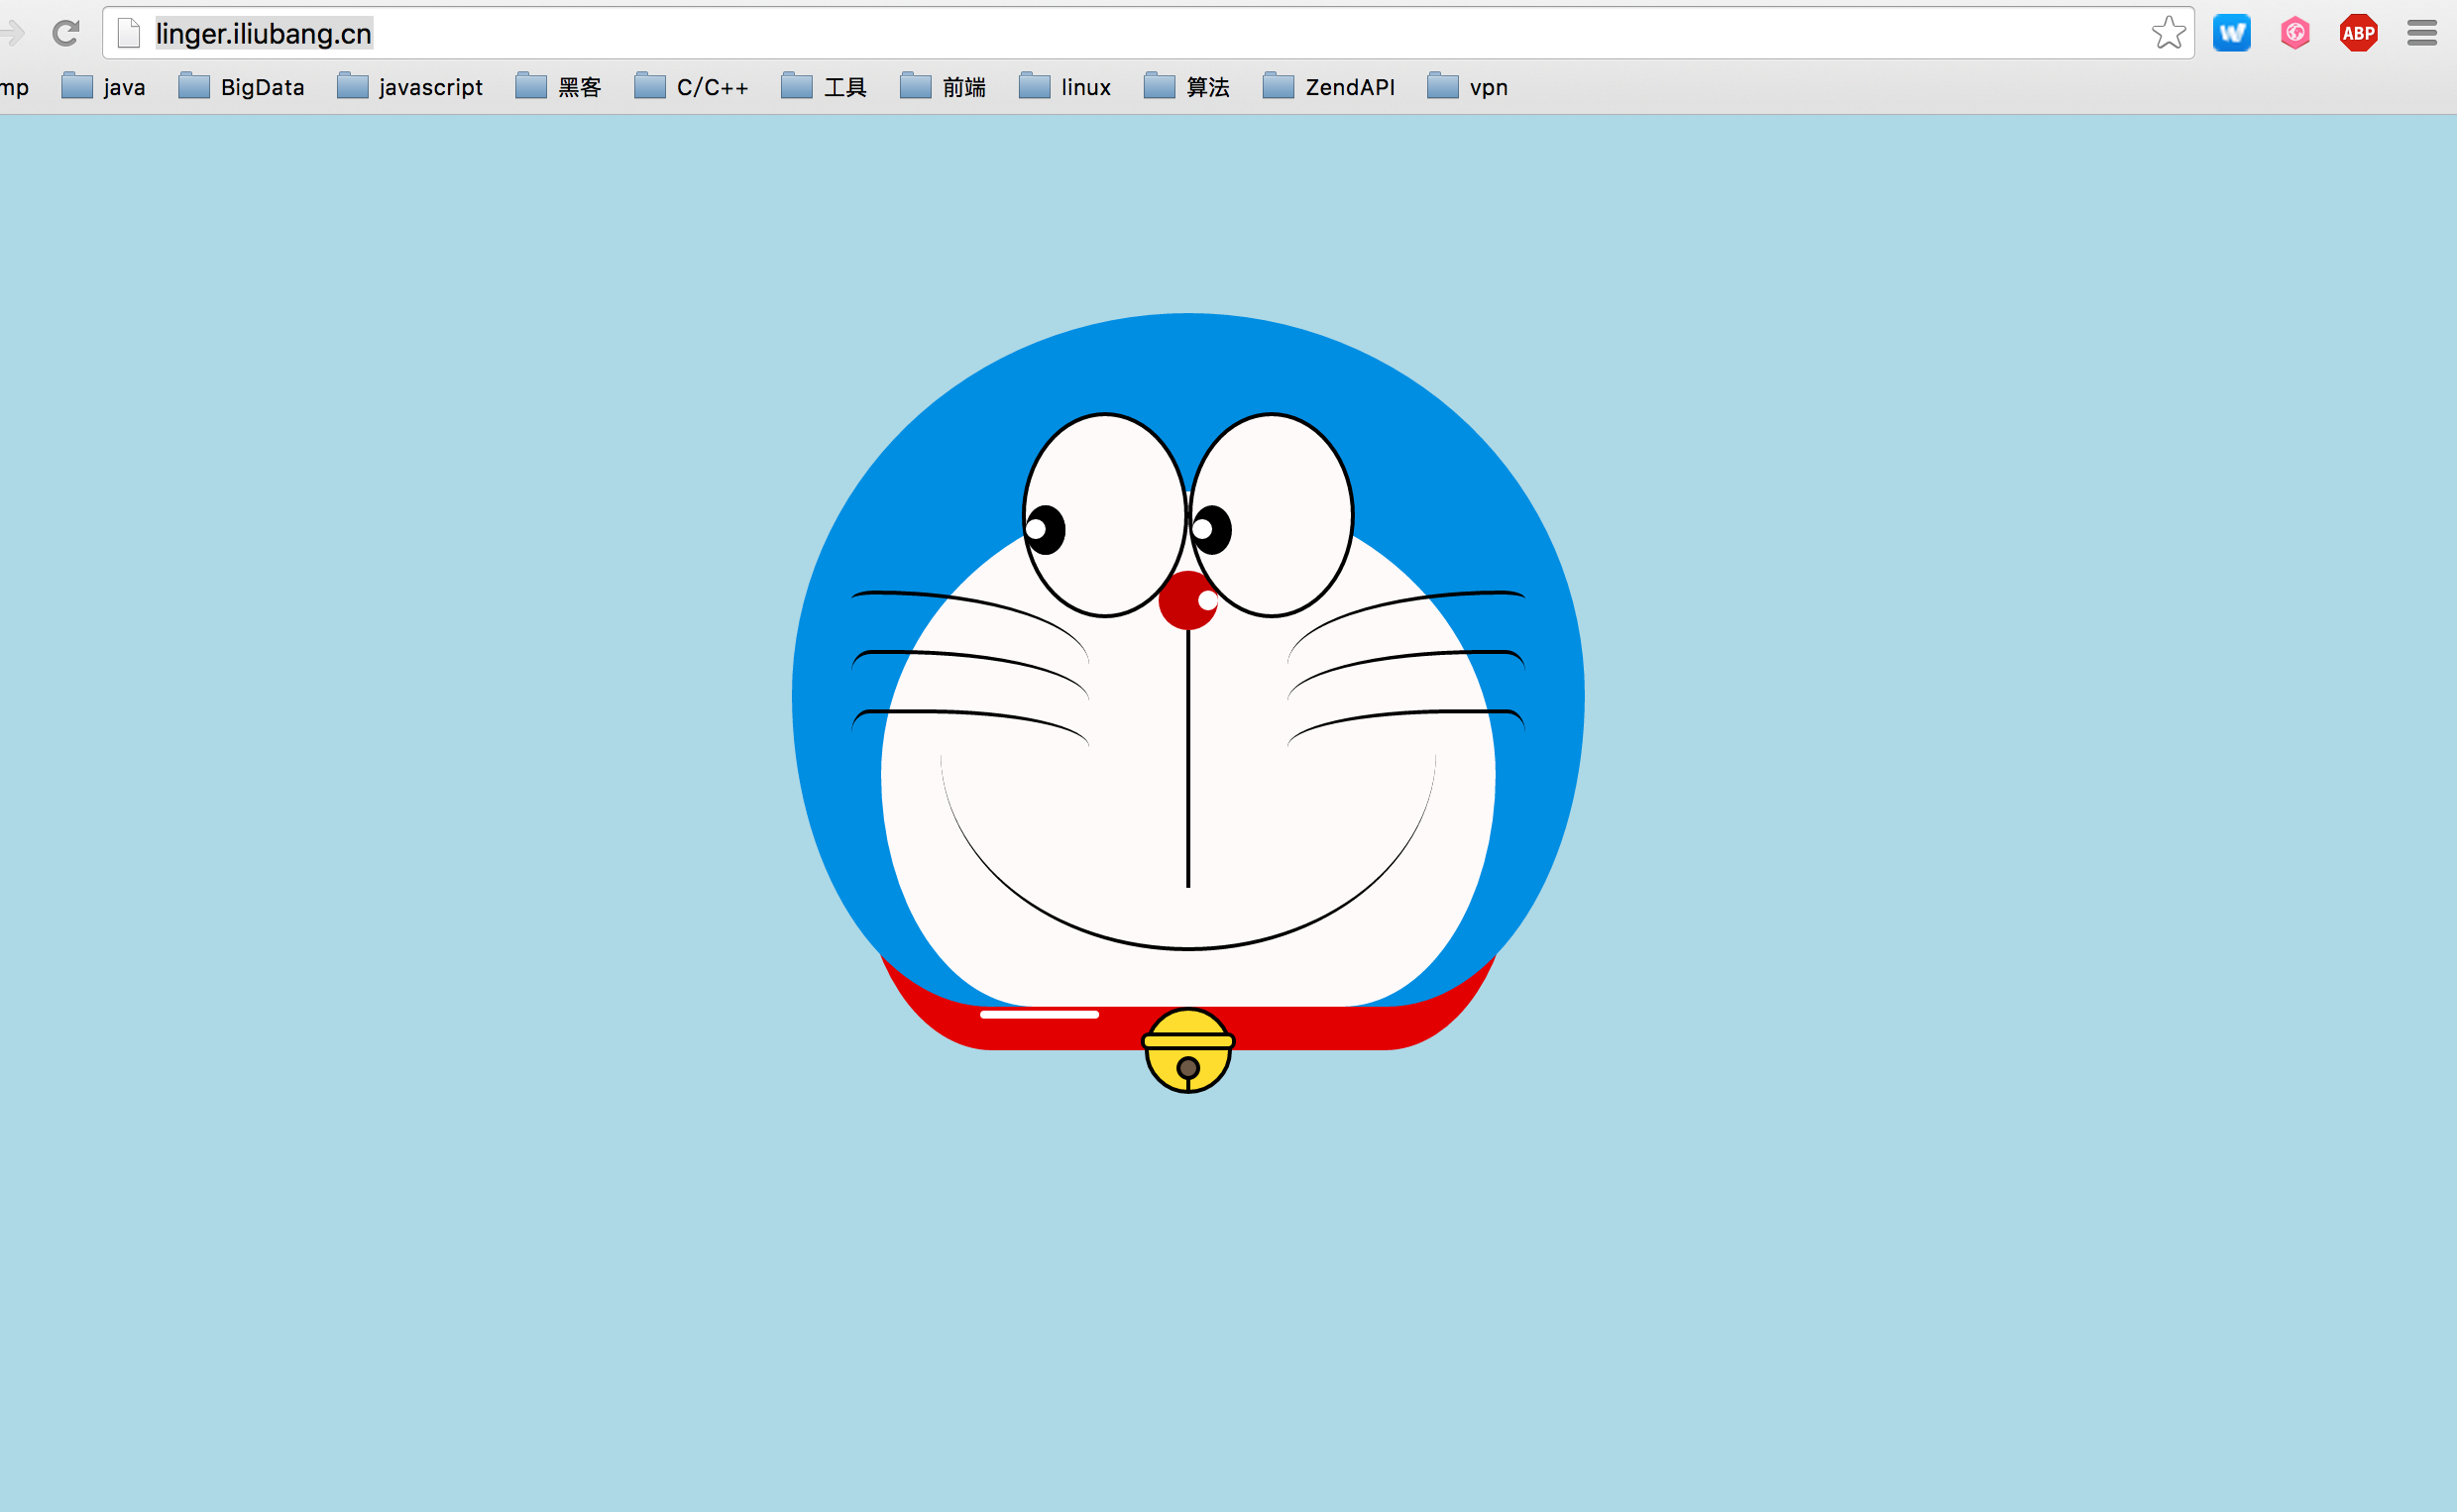 linger.iliubang.cn
W
ABP
mp java BigData javascript 黑客 C/C++ 工具 前端 linux 算法 ZendAPI vpn